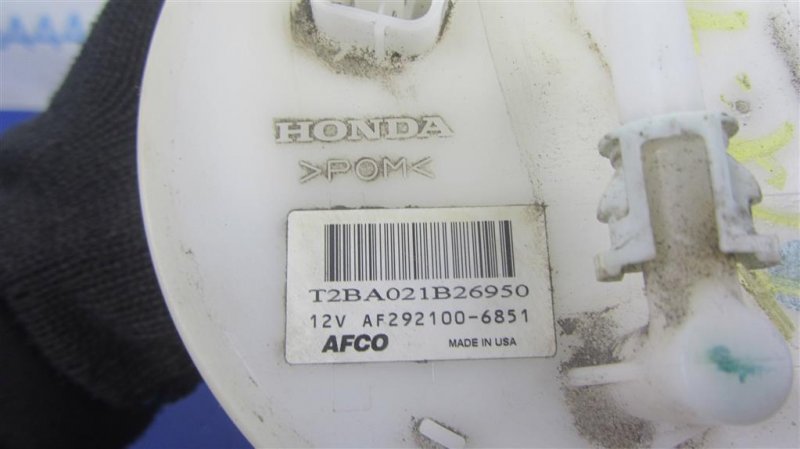 HONDA
>POM<
T2BA021B26950
12V AF292100-6851
AFCO MADE IN USA